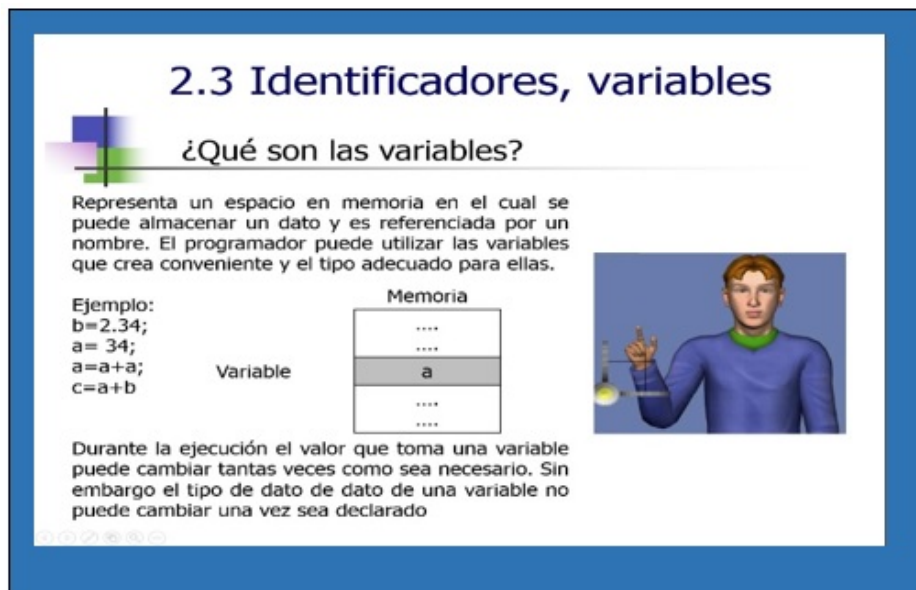 2.3 Identificadores, variables
¿Qué son las variables?
Representa un espacio en memoria en el cual se
puede almacenar un dato y es referenciada por un
nombre. El programador puede utilizar las variables
que crea conveniente y el tipo adecuado para ellas.
Ejemplo:
b=2.34;
a= 34;
a=a+a;
c=a+b
Variable
Memoria
....
....
a
....
....
Durante la ejecución el valor que toma una variable
puede cambiar tantas veces como sea necesario. Sin
embargo el tipo de dato de dato de una variable no
puede cambiar una vez sea declarado